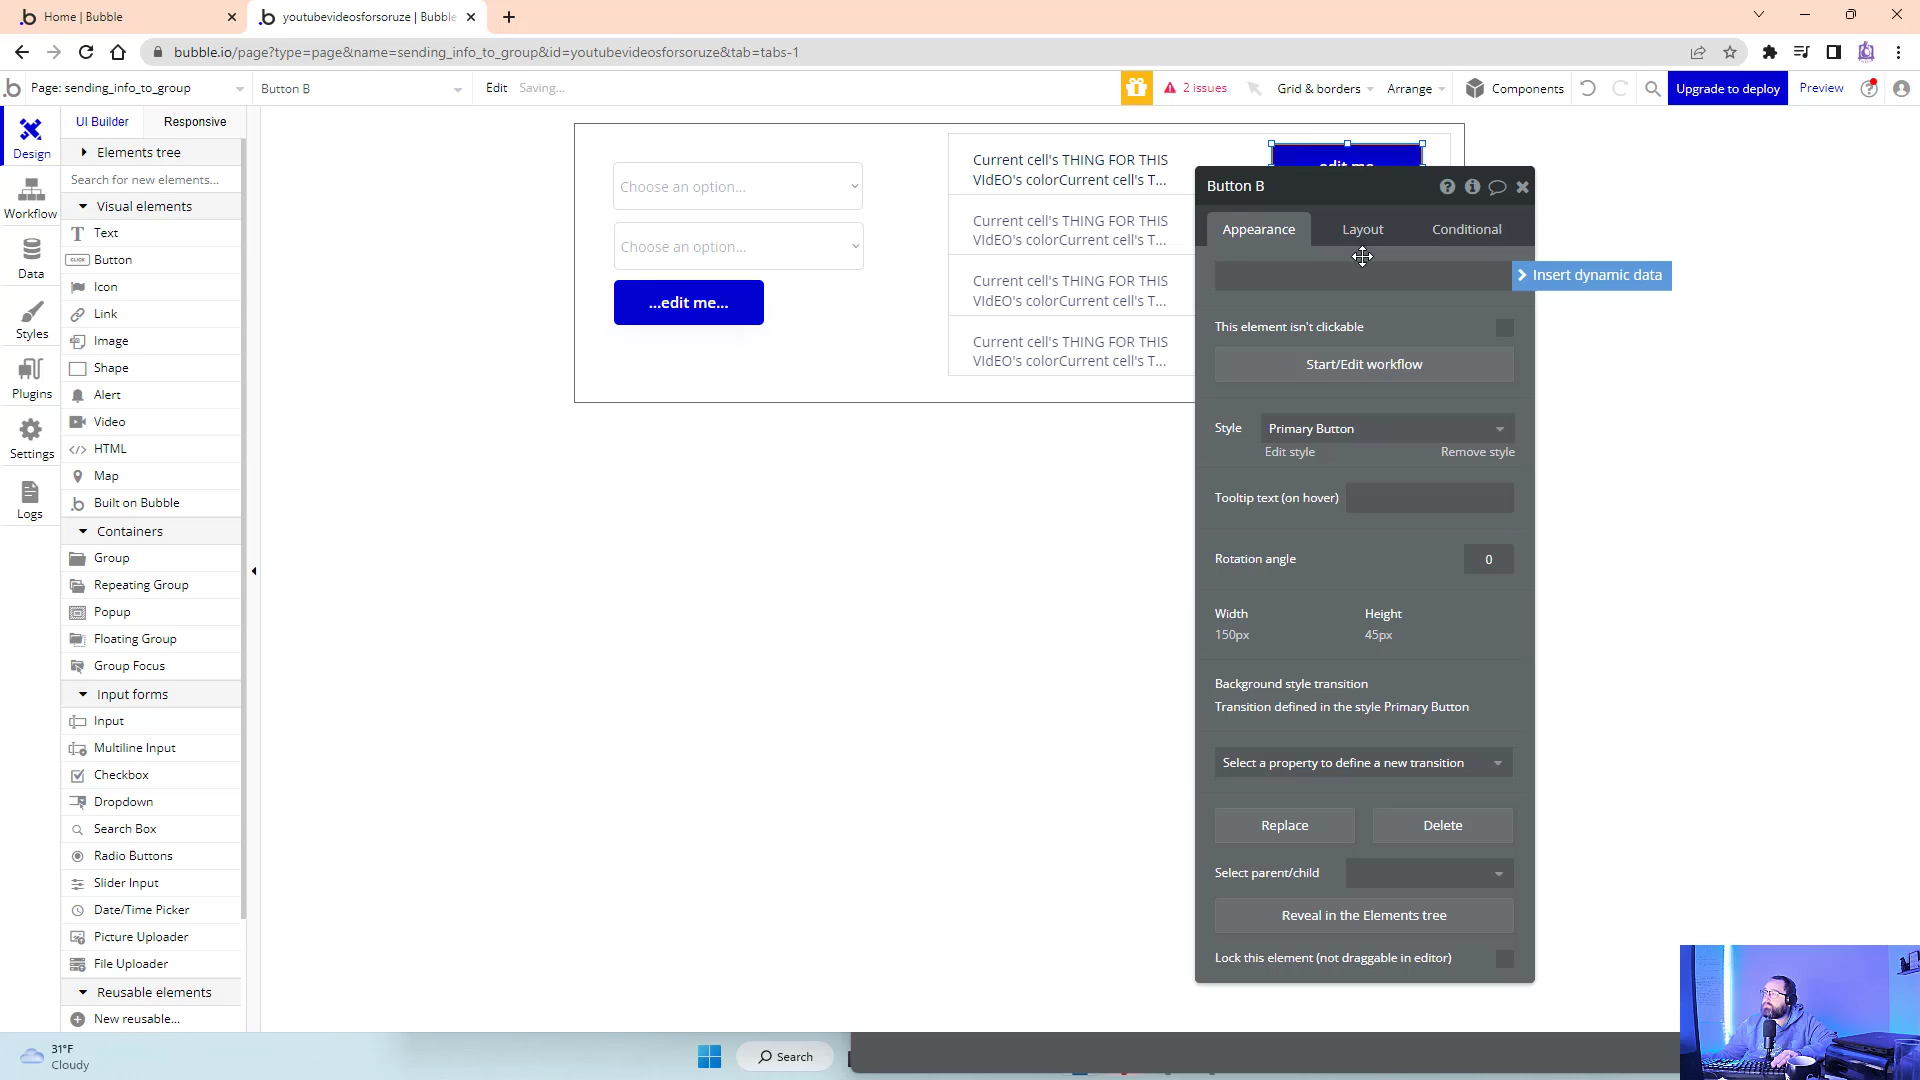 Home | Bubble
youtubevideosforsoruze | Bubble
bubble.io/page?type=page&name=sending_info_to_group&id=youtubevideosforsoruze&tab=tabs-1
Page: sending_info_to_group
Button B
Edit
Saving...
2 issues
Grid & borders
Arrange
Components
Upgrade to deploy
Preview
Design
Workflow
Data
Styles
Plugins
Settings
Logs
UI Builder
Responsive
Elements tree
Search for new elements...
Visual elements
Text
CLICK
Button
Icon
Link
Image
Shape
Alert
Video
HTML
Map
Built on Bubble
Containers
Group
Repeating Group
Popup
Floating Group
Group Focus
Input forms
Input
Multiline Input
Checkbox
Dropdown
Search Box
Radio Buttons
Slider Input
Date/Time Picker
Picture Uploader
File Uploader
Reusable elements
New reusable...
Choose an option...
Choose an option...
...edit me...
Current cell's THING FOR THIS
VIdEO's colorCurrent cell's T...
Current cell's THING FOR THIS
VIdEO's colorCurrent cell's T...
Current cell's THING FOR THIS
VIdEO's colorCurrent cell's T...
Current cell's THING FOR THIS
VIdEO's colorCurrent cell's T...
Button B
Appearance
Layout
Conditional
Insert dynamic data
This element isn't clickable
Start/Edit workflow
Style
Primary Button
Edit style
Remove style
Tooltip text (on hover)
Rotation angle
0
Width
Height
150px
45px
Background style transition
Transition defined in the style Primary Button
Select a property to define a new transition
Replace
Delete
Select parent/child
Reveal in the Elements tree
Lock this element (not draggable in editor)
31°F
Cloudy
Search